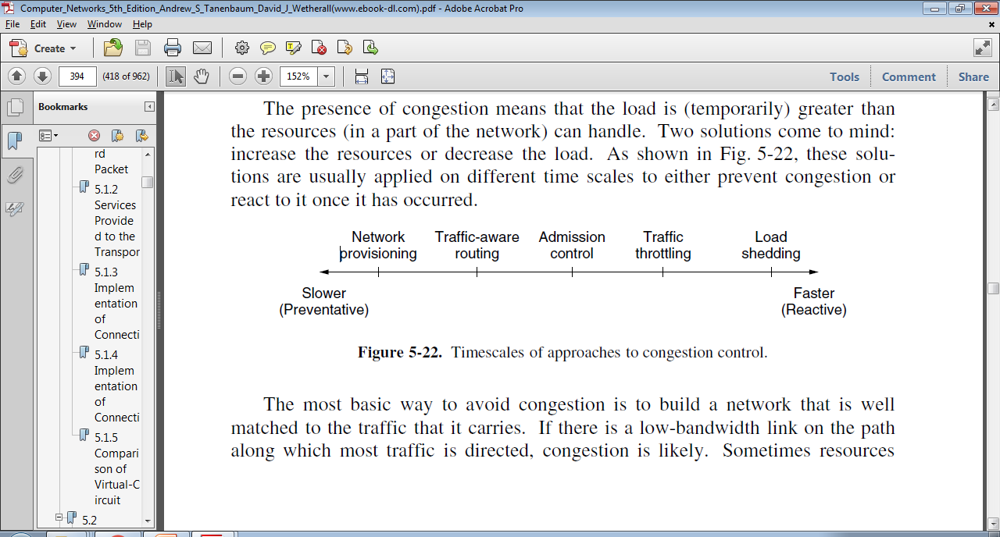 Computer_Networks_5th_Edition_Andrew_S_Tanenbaum_David_J_Wetherall(www.ebook-dl.com).pdf - Adobe Acrobat Pro
File Edit View Window Help
Create
394 (418 of 962) 152% Tools Comment Share
Bookmarks
rd
Packet
5.1.2
Services
Provide
d to the
Transpor
5.1.3
Implem
entation
of
Connecti
5.1.4
Implem
entation
of
Connecti
5.1.5
Compari
son of
Virtual-C
ircuit
5.2
The presence of congestion means that the load is (temporarily) greater than
the resources (in a part of the network) can handle. Two solutions come to mind:
increase the resources or decrease the load. As shown in Fig. 5-22, these solu-
tions are usually applied on different time scales to either prevent congestion or
react to it once it has occurred.
Network Traffic-aware Admission Traffic Load
provisioning routing control throttling shedding
Slower Faster
(Preventative) (Reactive)
Figure 5-22. Timescales of approaches to congestion control.
The most basic way to avoid congestion is to build a network that is well
matched to the traffic that it carries. If there is a low-bandwidth link on the path
along which most traffic is directed, congestion is likely. Sometimes resources